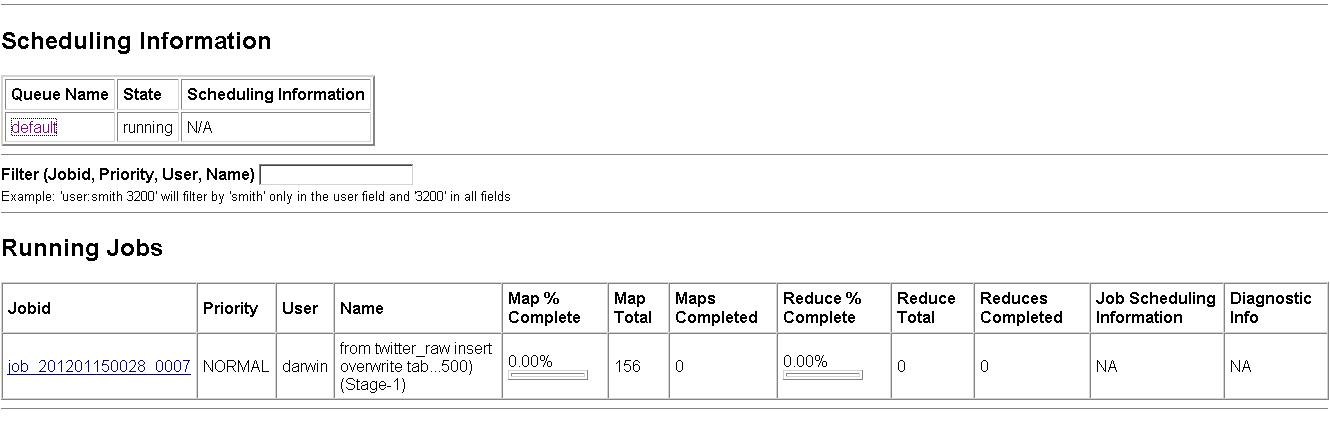 Scheduling Information
Queue Name State Scheduling Information
default running N/A
Filter (Jobid, Priority, User, Name)
Example: 'user:smith 3200' will filter by 'smith' only in the user field and '3200' in all fields
Running Jobs
Jobid Priority User Name Map % Complete Map Total Maps Completed Reduce % Complete Reduce Total Reduces Completed Job Scheduling Information Diagnostic Info
job_201201150028_0007 NORMAL darwin from twitter_raw insert overwrite tab...500)(Stage-1) 0.00% 156 0 0.00% 0 0 NA NA